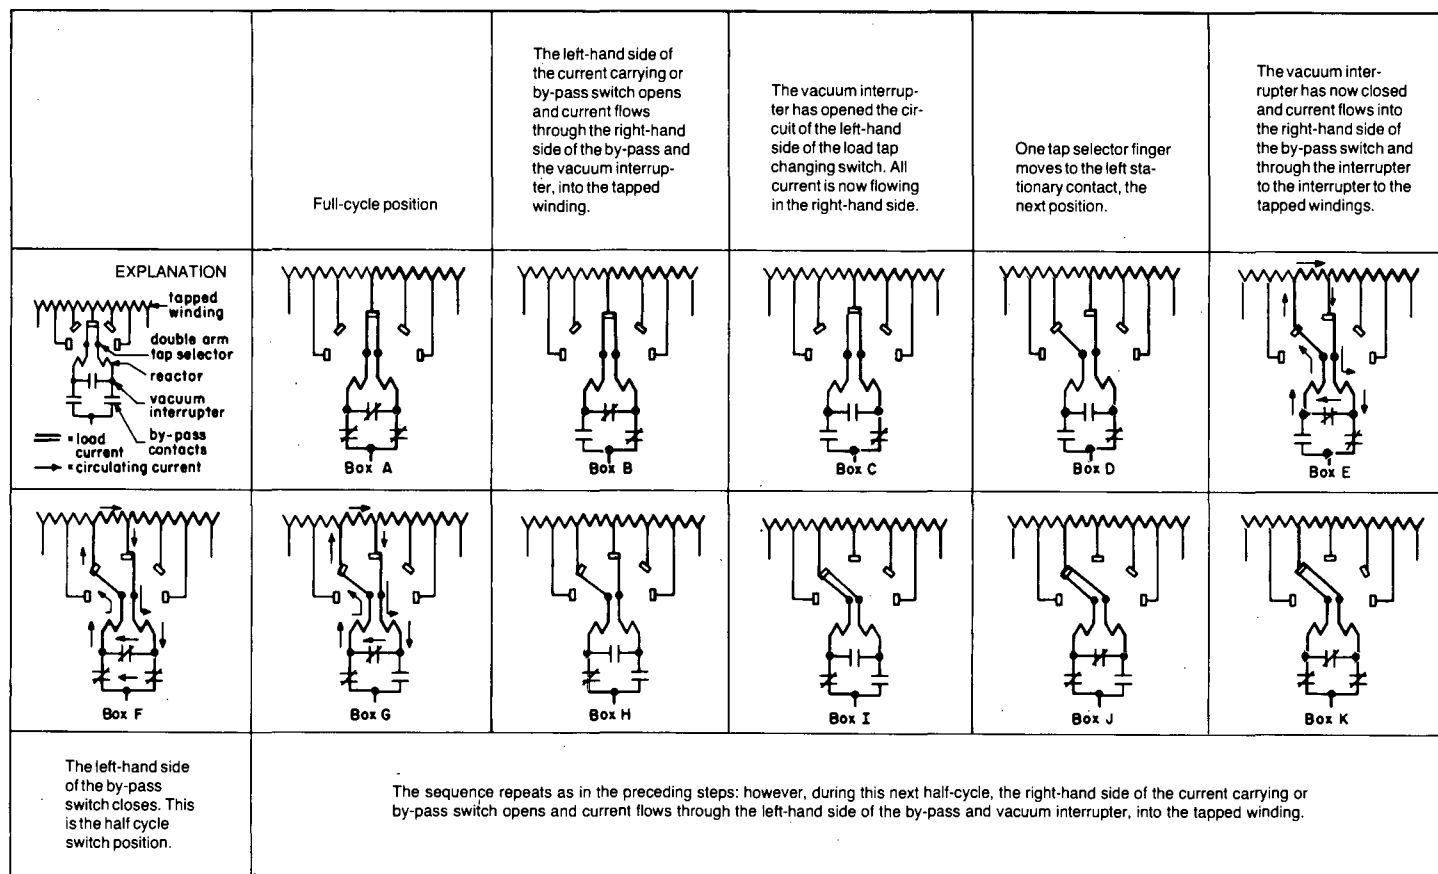 Full-cycle position
The left-hand side of
the current carrying or
by-pass switch opens
and current flows
through the right-hand
side of the by-pass and
the vacuum interrup-
ter, into the tapped
winding.
The vacuum interrup-
ter has opened the cir-
cuit of the left-hand
side of the load tap
changing switch. All
current is now flowing
in the right-hand side.
One tap selector finger
moves to the left sta-
tionary contact, the
next position.
The vacuum inter-
rupter has now closed
and current flows into
the right-hand side of
the by-pass switch and
through the interrupter
to the interrupter to the
tapped windings.
EXPLANATION
tapped
winding
double arm
tap selector
reactor
vacuum
interrupter
by-pass
contacts
= load
current
= circulating current
Box A
Box B
Box C
Box D
Box E
Box F
Box G
Box H
Box I
Box J
Box K
The left-hand side
of the by-pass
switch closes. This
is the half cycle
switch position.
The sequence repeats as in the preceding steps: however, during this next half-cycle, the right-hand side of the current carrying or
by-pass switch opens and current flows through the left-hand side of the by-pass and vacuum interrupter, into the tapped winding.